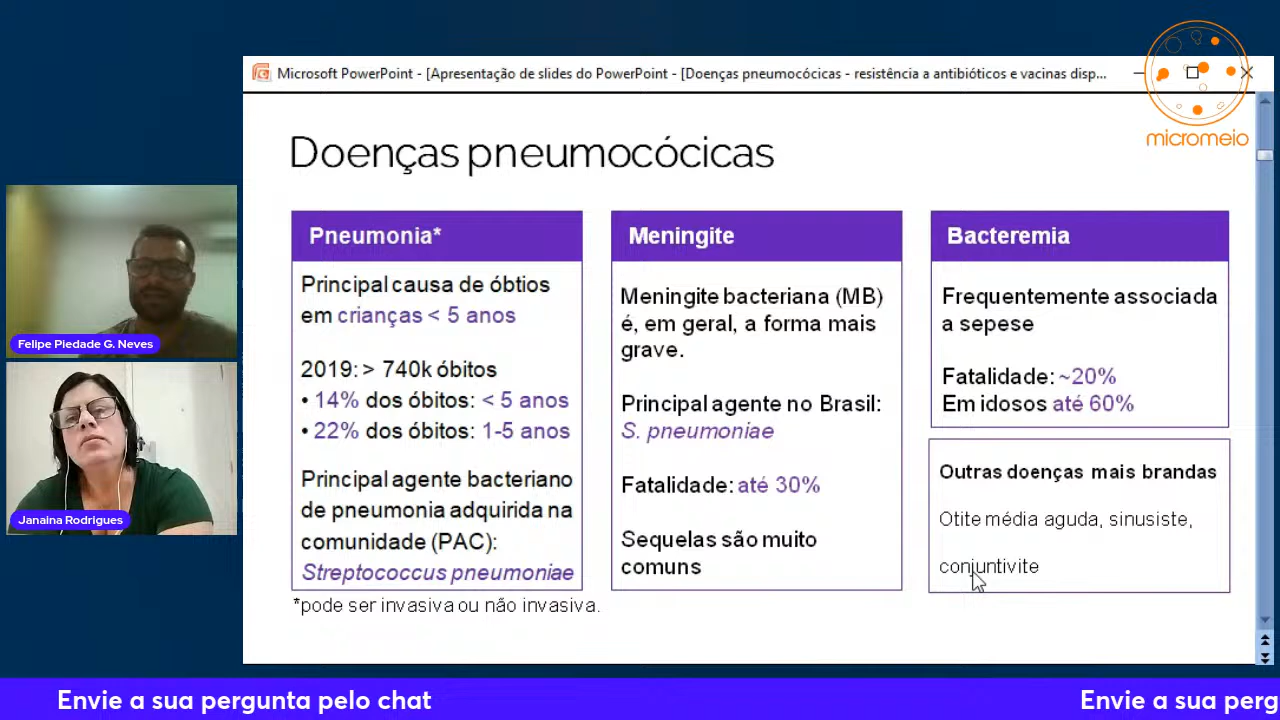 Microsoft PowerPoint - [Apresentação de slides do PowerPoint - [Doenças pneumocócicas - resistência a antibióticos e vacinas disp...
micromeio
Doenças pneumocócicas
Pneumonia*
Principal causa de óbtios
em crianças < 5 anos
2019: > 740k óbitos
• 14% dos óbitos: < 5 anos
• 22% dos óbitos: 1-5 anos
Principal agente bacteriano
de pneumonia adquirida na
comunidade (PAC):
Streptococcus pneumoniae
*pode ser invasiva ou não invasiva.
Meningite
Meningite bacteriana (MB)
é, em geral, a forma mais
grave.
Principal agente no Brasil:
S. pneumoniae
Fatalidade: até 30%
Sequelas são muito
comuns
Bacteremia
Frequentemente associada
a sepese
Fatalidade: ~20%
Em idosos até 60%
Outras doenças mais brandas
Otite média aguda, sinusiste,
conjuntivite
Felipe Piedade G. Neves
Janaina Rodrigues
Envie a sua pergunta pelo chat
Envie a sua perg